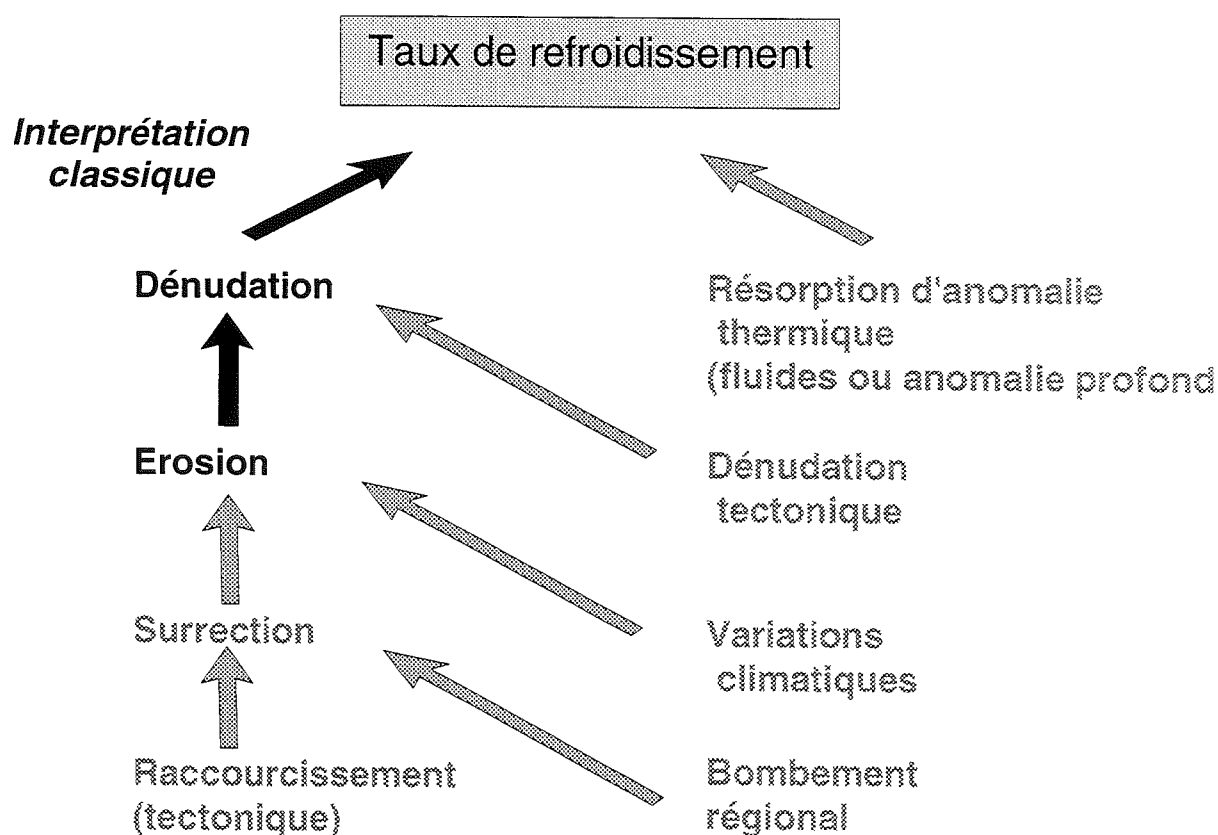 Taux de refroidissement
Interprétation
classique
Dénudation
Résorption d'anomalie
thermique
(fluides ou anomalie profond
Erosion
Dénudation
tectonique
Surrection
Variations
climatiques
Raccourcissement
(tectonique)
Bombement
régional